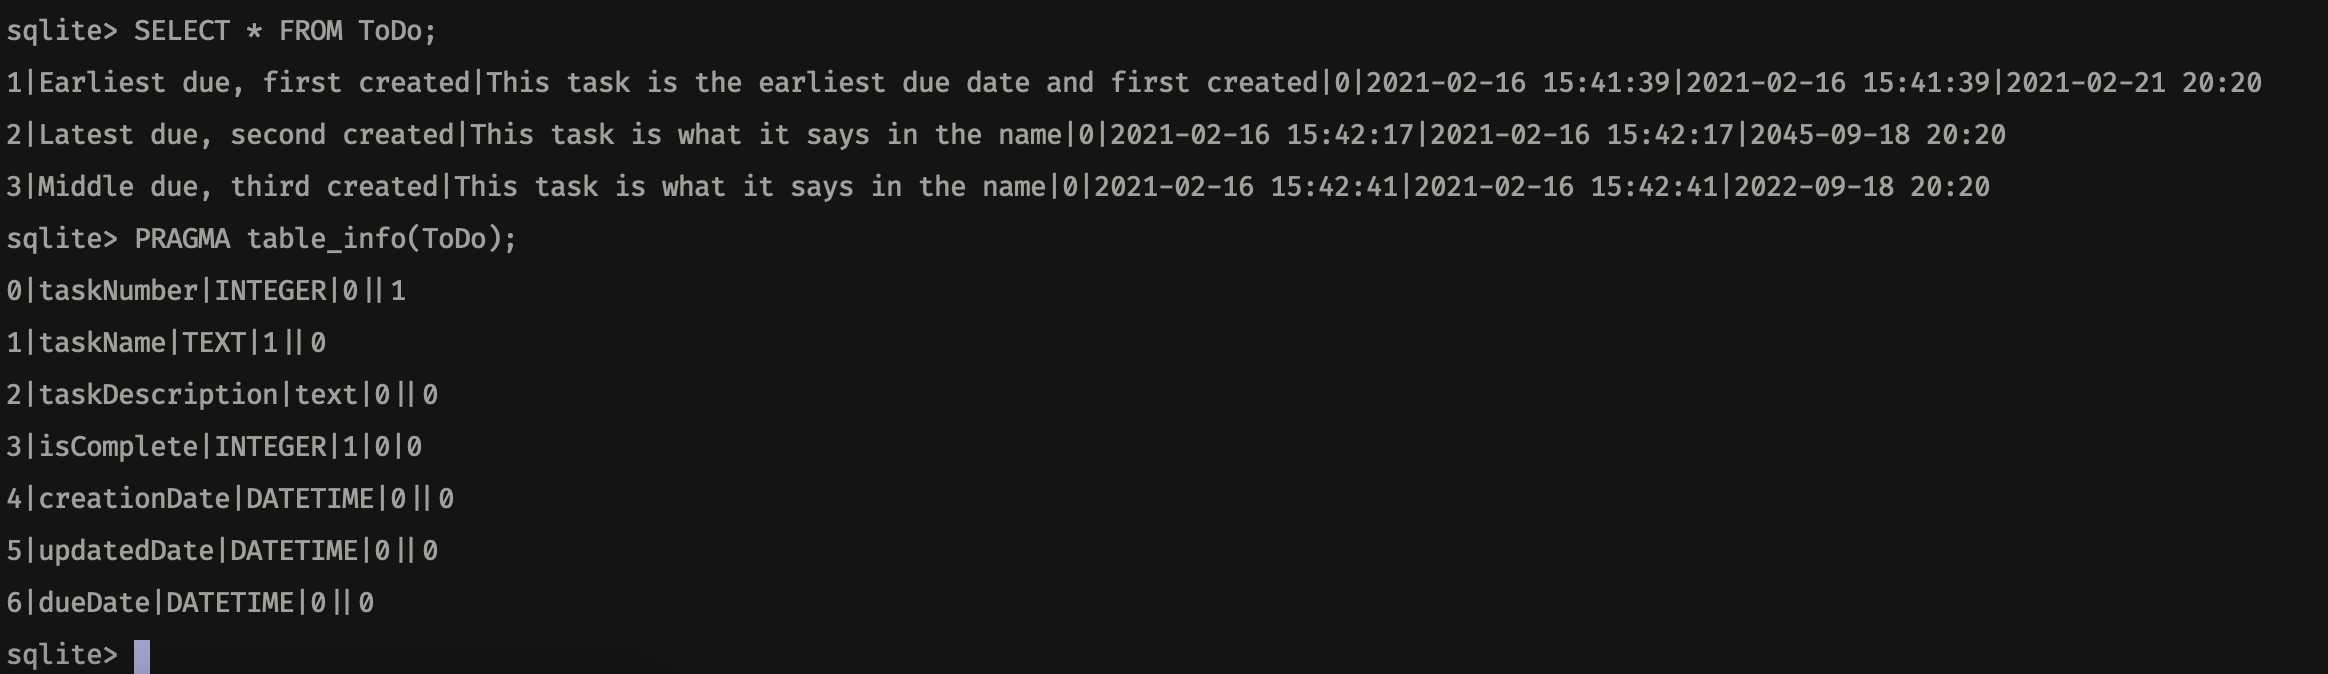 sqlite> SELECT * FROM ToDo;
1|Earliest due, first created|This task is the earliest due date and first created|0|2021-02-16 15:41:39|2021-02-16 15:41:39|2021-02-21 20:20
2|Latest due, second created|This task is what it says in the name|0|2021-02-16 15:42:17|2021-02-16 15:42:17|2045-09-18 20:20
3|Middle due, third created|This task is what it says in the name|0|2021-02-16 15:42:41|2021-02-16 15:42:41|2022-09-18 20:20
sqlite> PRAGMA table_info(ToDo);
0|taskNumber|INTEGER|0||1
1|taskName|TEXT|1||0
2|taskDescription|text|0||0
3|isComplete|INTEGER|1|0|0
4|creationDate|DATETIME|0||0
5|updatedDate|DATETIME|0||0
6|dueDate|DATETIME|0||0
sqlite>